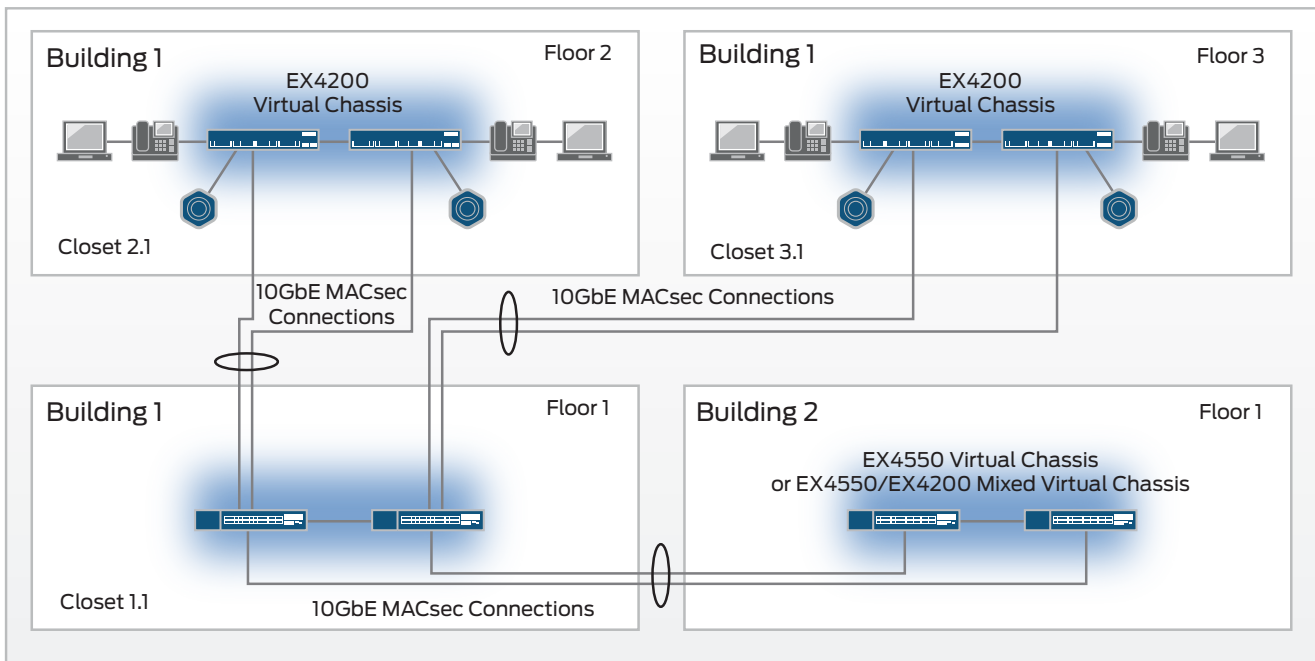 Building 1
Floor 2
EX4200
Virtual Chassis
Closet 2.1
Building 1
Floor 3
EX4200
Virtual Chassis
Closet 3.1
10GbE MACsec
Connections
10GbE MACsec Connections
Building 1
Floor 1
Closet 1.1
10GbE MACsec Connections
Building 2
Floor 1
EX4550 Virtual Chassis
or EX4550/EX4200 Mixed Virtual Chassis